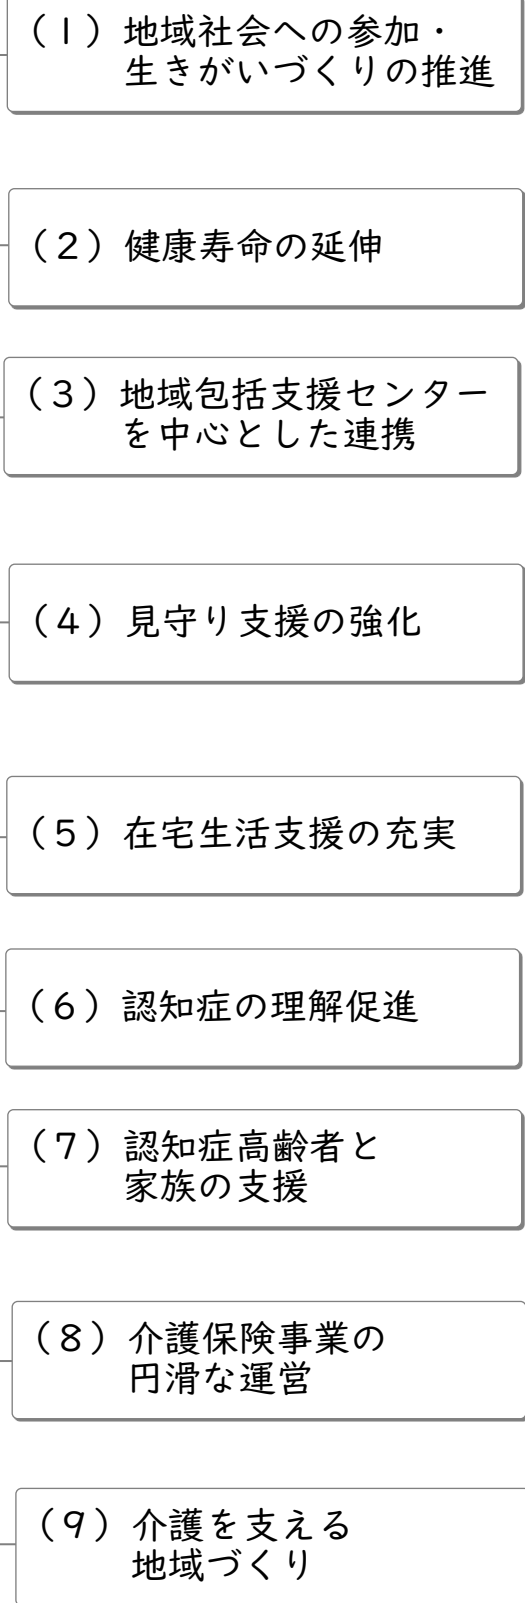 （１）地域社会への参加・
生きがいづくりの推進
（２）健康寿命の延伸
（３）地域包括支援センター
を中心とした連携
（４）見守り支援の強化
（５）在宅生活支援の充実
（６）認知症の理解促進
（７）認知症高齢者と
家族の支援
（８）介護保険事業の
円滑な運営
（９）介護を支える
地域づくり